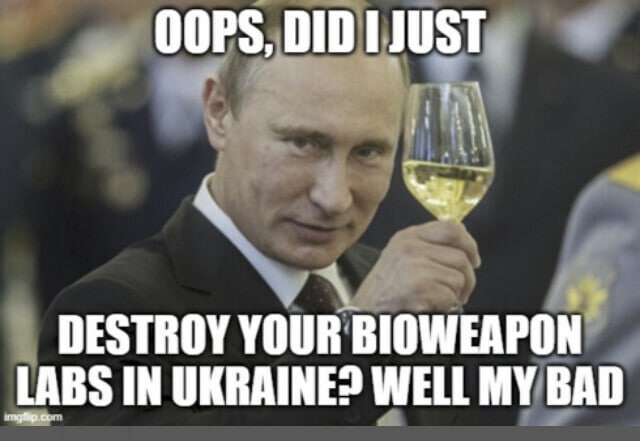 OOPS, DID I JUST
DESTROY YOUR BIOWEAPON
LABS IN UKRAINE? WELL MY BAD
imgflip.com